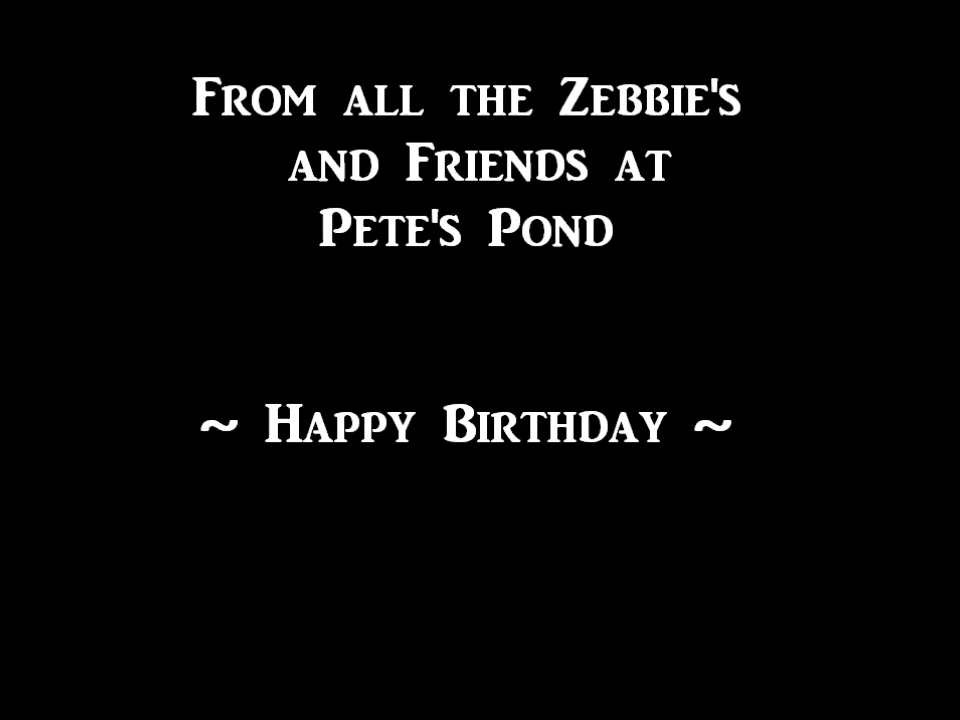 From all the Zebbie's
and Friends at
Pete's Pond
~ Happy Birthday ~